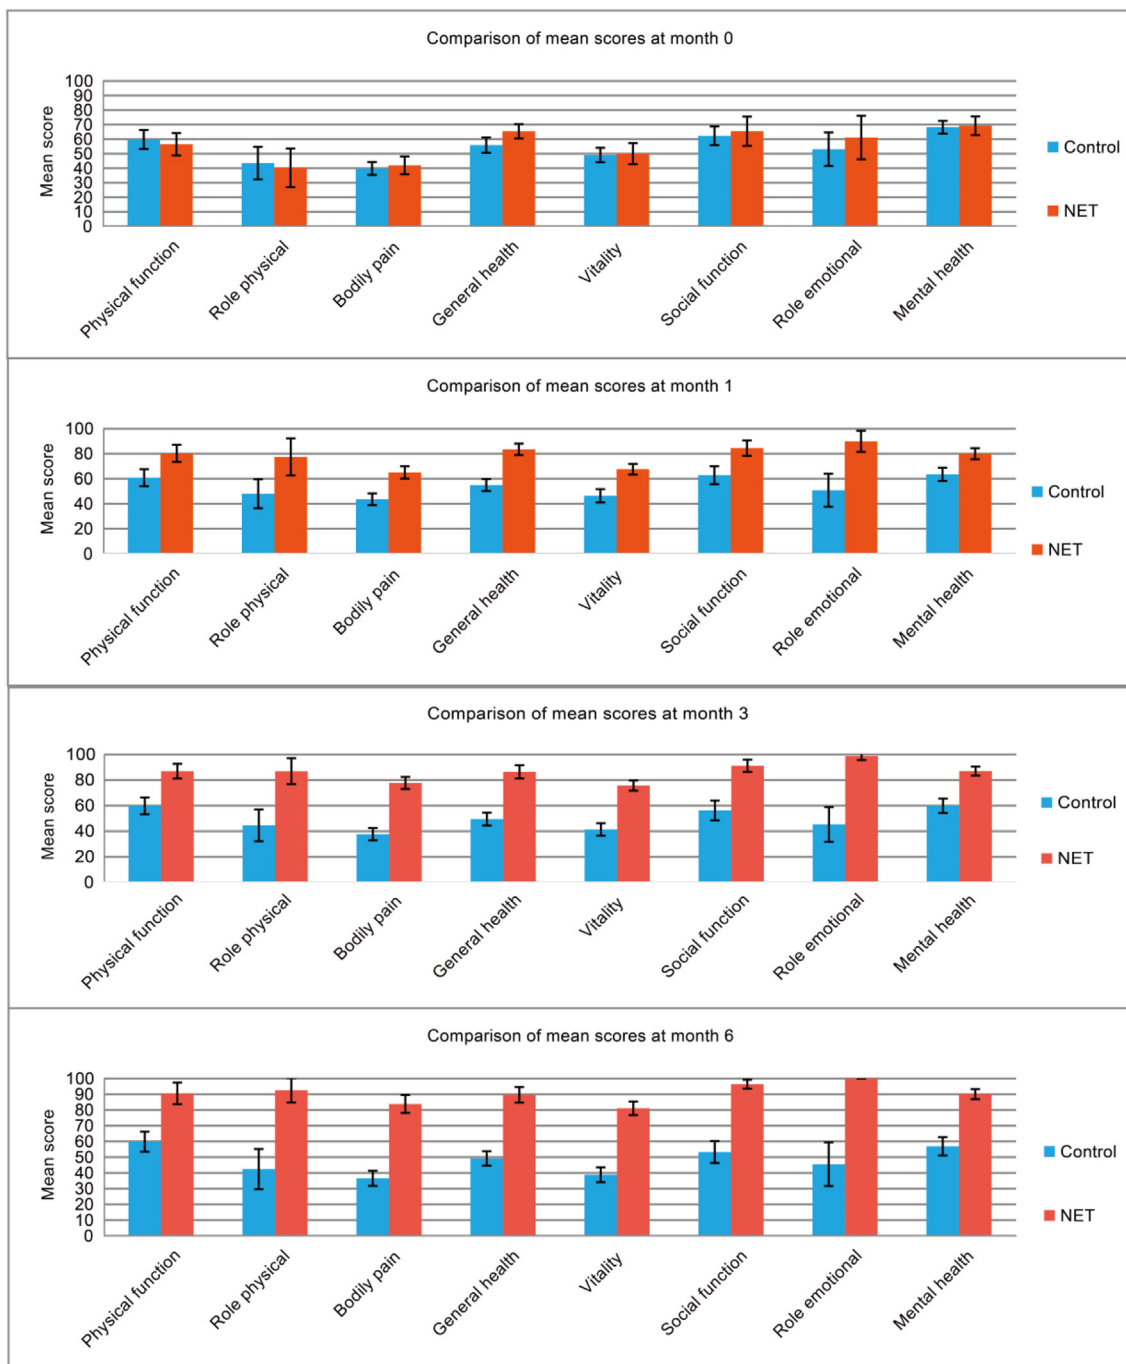 Comparison of mean scores at month 0
Mean score
100
90
80
70
60
50
40
30
20
10
0
Physical function
Role physical
Bodily pain
General health
Vitality
Social function
Role emotional
Mental health
Control
NET
Comparison of mean scores at month 1
Mean score
100
80
60
40
20
0
Physical function
Role physical
Bodily pain
General health
Vitality
Social function
Role emotional
Mental health
Control
NET
Comparison of mean scores at month 3
Mean score
100
80
60
40
20
0
Physical function
Role physical
Bodily pain
General health
Vitality
Social function
Role emotional
Mental health
Control
NET
Comparison of mean scores at month 6
Mean score
100
90
80
70
60
50
40
30
20
10
0
Physical function
Role physical
Bodily pain
General health
Vitality
Social function
Role emotional
Mental health
Control
NET